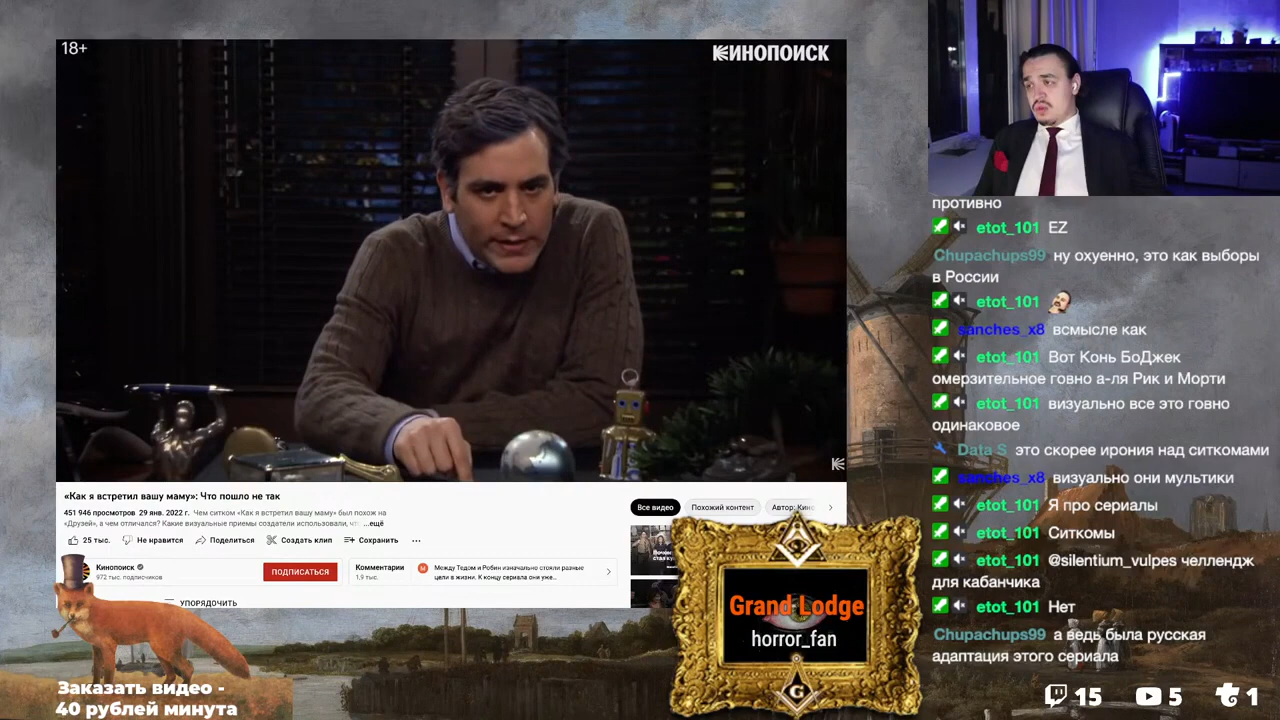 18+
КИНОПОИСК
«Как я встретил вашу маму»: Что пошло не так
451 946 просмотров 29 янв. 2022 г. Чем ситком «Как я встретил вашу маму» был похож на
«Друзей», а чем отличался? Какие визуальные приемы создатели использовали, что... ...ещё
25 тыс. Не нравится Поделиться Создать клип Сохранить ...
Кинопоиск
972 тыс. подписчиков
ПОДПИСАТЬСЯ
Комментарии
1,9 тыс.
Между Тедом и Робин изначально стояли разные
цели в жизни. К концу сериала они уже...
УПОРЯДОЧИТЬ
Все видео Похожий контент Автор: Кино
Заказать видео -
40 рублей минута
Grand Lodge
horror_fan
G
противно
etot_101 EZ
Chupachups99 ну охуенно, это как выборы
в России
etot_101
sanches_x8 всмысле как
etot_101 Вот Конь БоДжек
омерзительное говно а-ля Рик и Морти
etot_101 визуально все это говно
одинаковое
Data S это скорее ирония над ситкомами
sanches_x8 визуально они мультики
etot_101 Я про сериалы
etot_101 Ситкомы
etot_101 @silentium_vulpes челлендж
для кабанчика
etot_101 Нет
Chupachups99 а ведь была русская
адаптация этого сериала
15 5 1